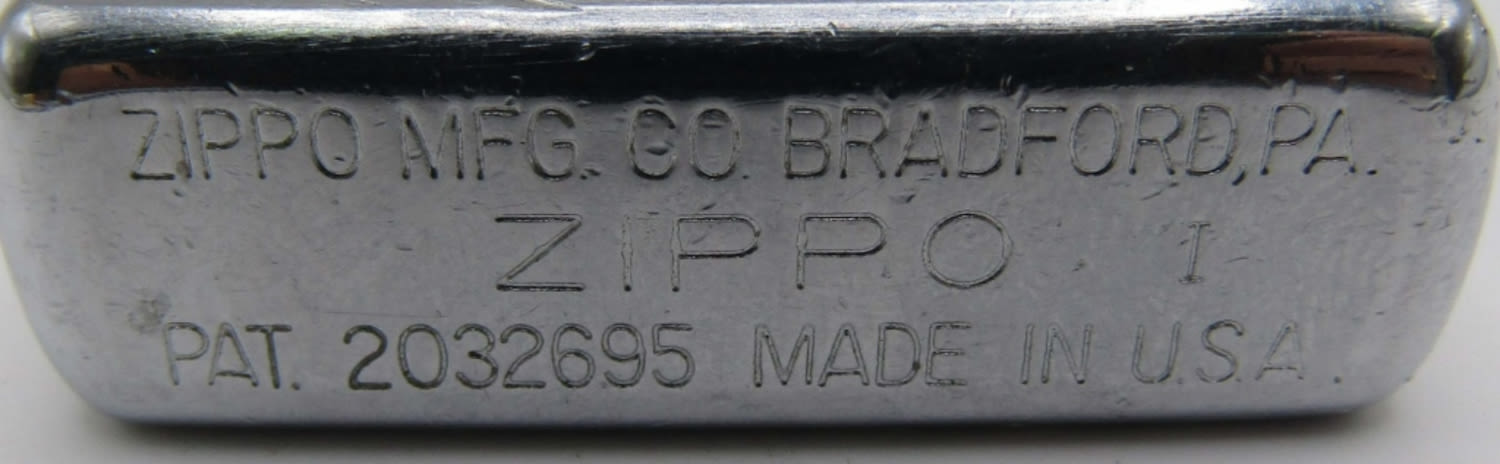 ZIPPO MFG. CO. BRADFORD, PA.
ZIPPO I
PAT. 2032695 MADE IN U.S.A.